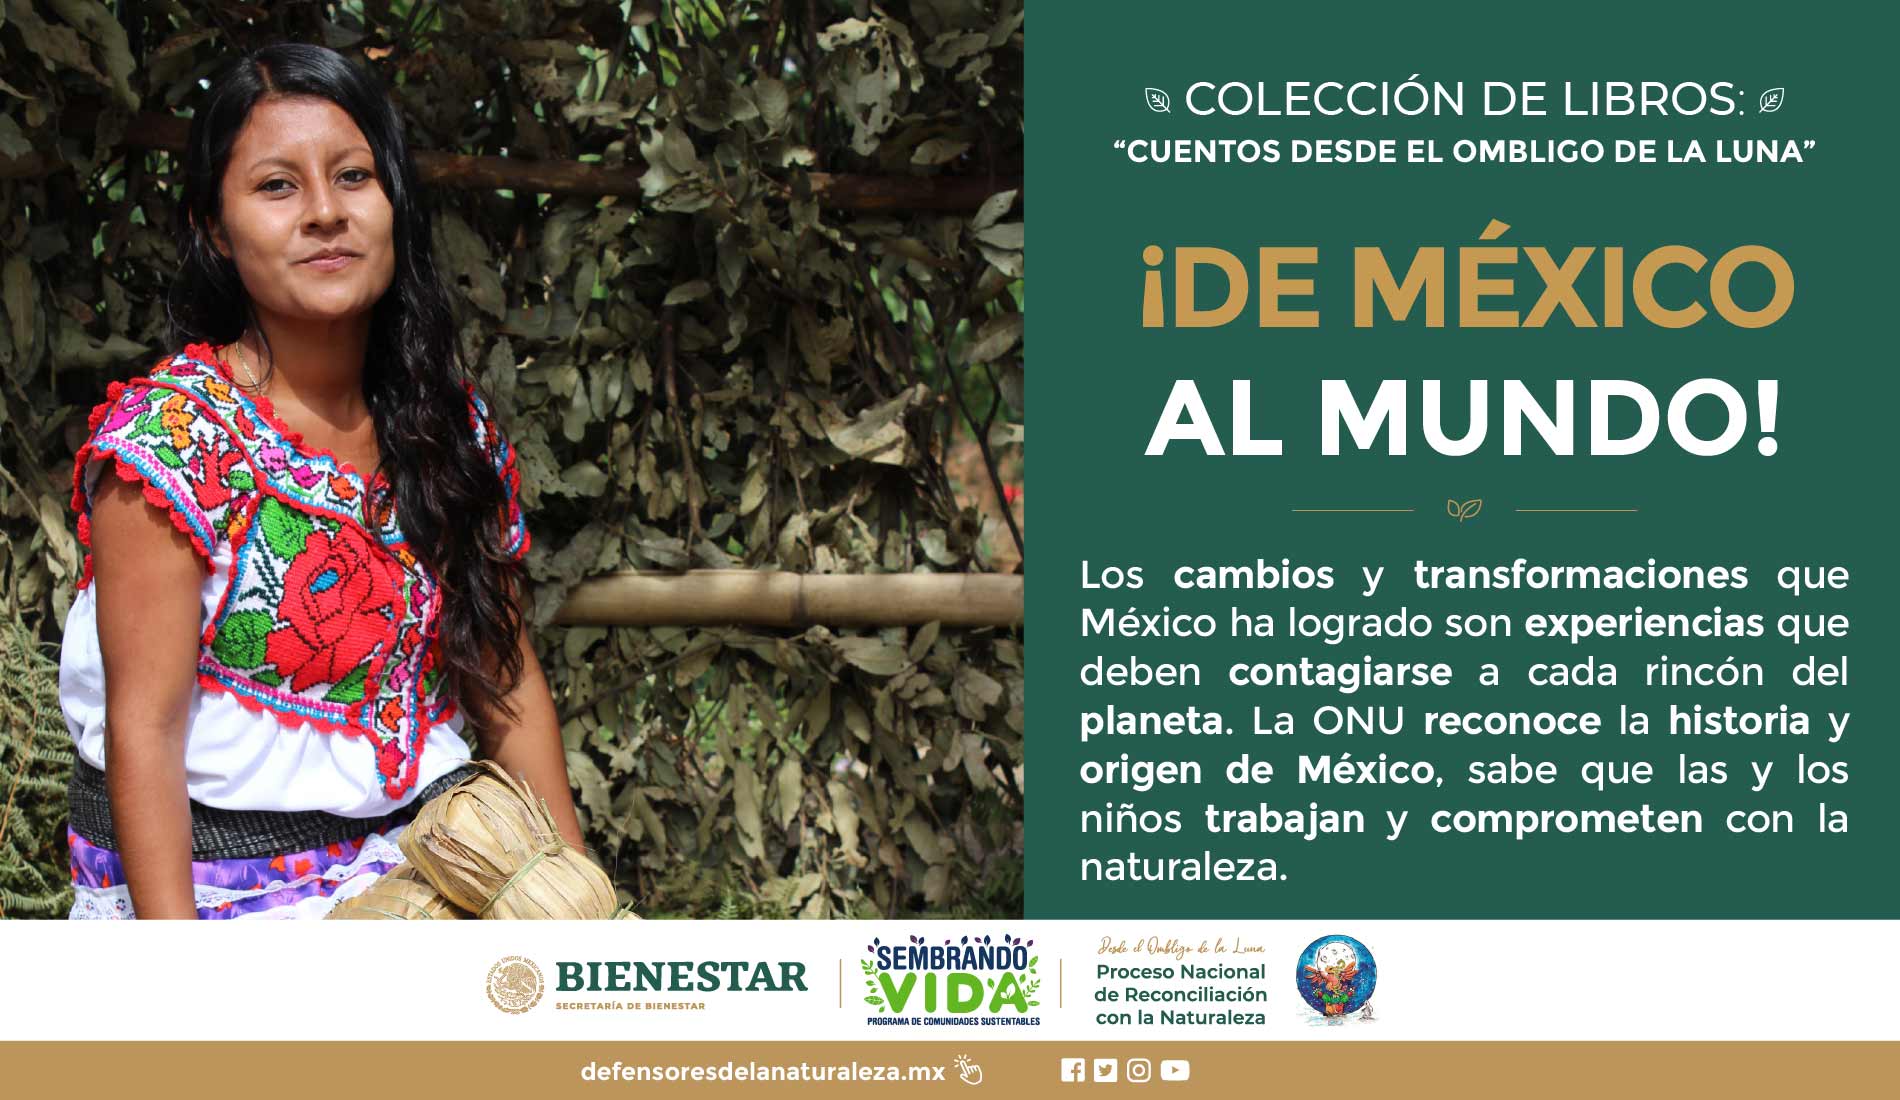 COLECCIÓN DE LIBROS:
“CUENTOS DESDE EL OMBLIGO DE LA LUNA”
¡DE MÉXICO
AL MUNDO!
Los cambios y transformaciones que
México ha logrado son experiencias que
deben contagiarse a cada rincón del
planeta. La ONU reconoce la historia y
origen de México, sabe que las y los
niños trabajan y comprometen con la
naturaleza.
ESTADOS UNIDOS MEXICANOS
BIENESTAR
SECRETARÍA DE BIENESTAR
SEMBRANDO
VIDA
PROGRAMA DE COMUNIDADES SUSTENTABLES
Desde el Ombligo de la Luna
Proceso Nacional
de Reconciliación
con la Naturaleza
defensoresdelanaturaleza.mx